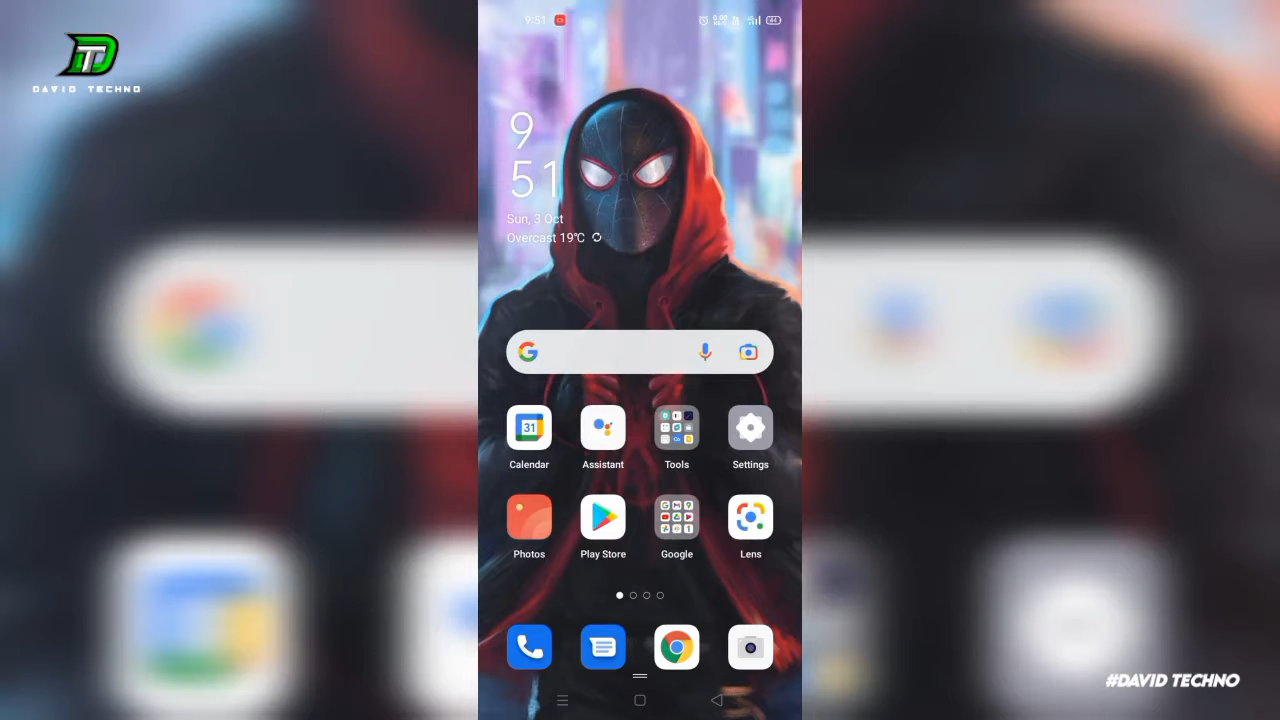 DAVID TECHNO
9:51
9
51
Sun, 3 Oct
Overcast 19°C
31
Calendar
Assistant
Tools
Settings
Photos
Play Store
Google
Lens
#DAVID TECHNO